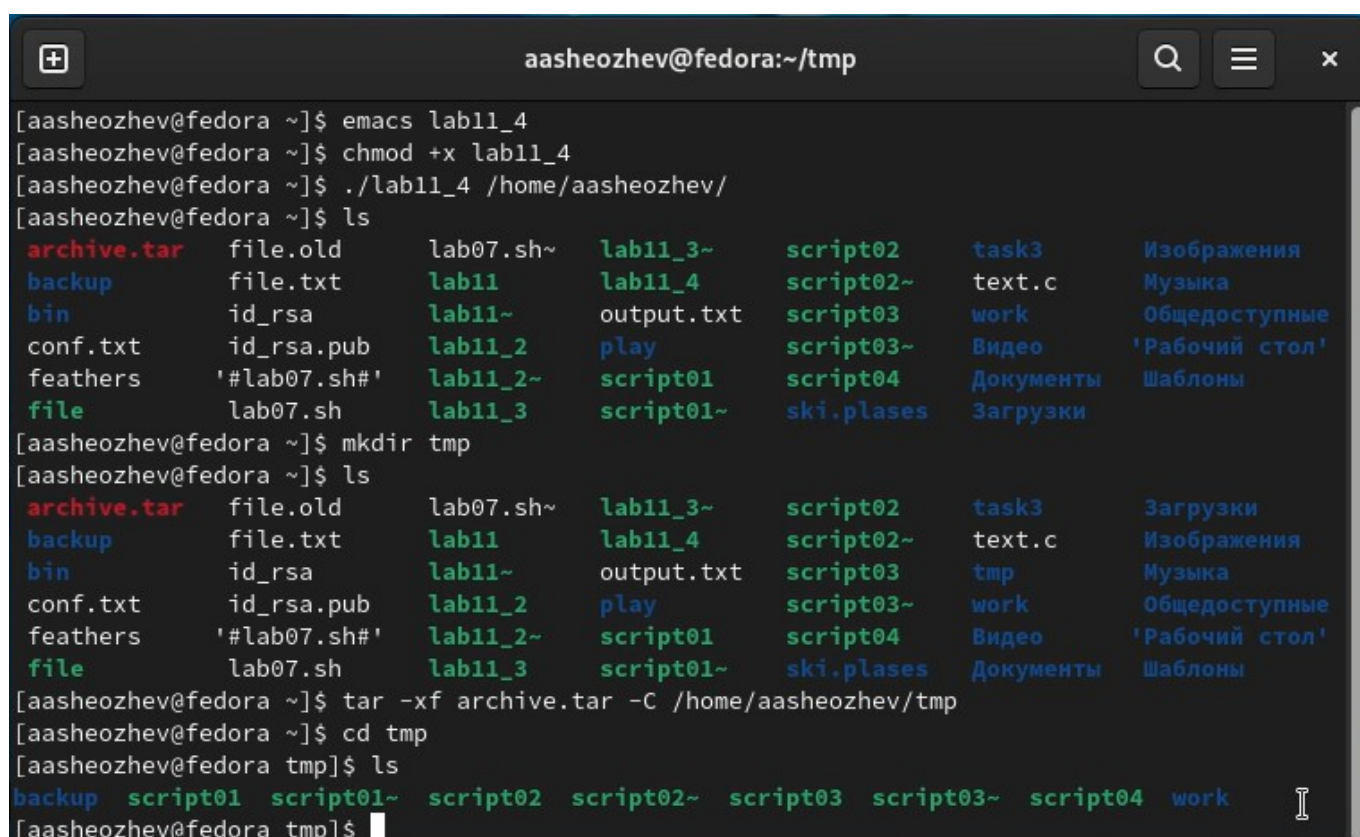 aasheozhev@fedora:~/tmp
[aasheozhev@fedora ~]$ emacs lab11_4
[aasheozhev@fedora ~]$ chmod +x lab11_4
[aasheozhev@fedora ~]$ ./lab11_4 /home/aasheozhev/
[aasheozhev@fedora ~]$ ls
archive.tar file.old lab07.sh~ lab11_3~ script02 task3 Изображения
backup file.txt lab11 lab11_4 script02~ text.c Музыка
bin id_rsa lab11~ output.txt script03 work Общедоступные
conf.txt id_rsa.pub lab11_2 play script03~ Видео 'Рабочий стол'
feathers '#lab07.sh#' lab11_2~ script01 script04 Документы Шаблоны
file lab07.sh lab11_3 script01~ ski.plases Загрузки
[aasheozhev@fedora ~]$ mkdir tmp
[aasheozhev@fedora ~]$ ls
archive.tar file.old lab07.sh~ lab11_3~ script02 task3 Загрузки
backup file.txt lab11 lab11_4 script02~ text.c Изображения
bin id_rsa lab11~ output.txt script03 tmp Музыка
conf.txt id_rsa.pub lab11_2 play script03~ work Общедоступные
feathers '#lab07.sh#' lab11_2~ script01 script04 Видео 'Рабочий стол'
file lab07.sh lab11_3 script01~ ski.plases Документы Шаблоны
[aasheozhev@fedora ~]$ tar -xf archive.tar -C /home/aasheozhev/tmp
[aasheozhev@fedora ~]$ cd tmp
[aasheozhev@fedora tmp]$ ls
backup script01 script01~ script02 script02~ script03 script03~ script04 work
[aasheozhev@fedora tmp]$